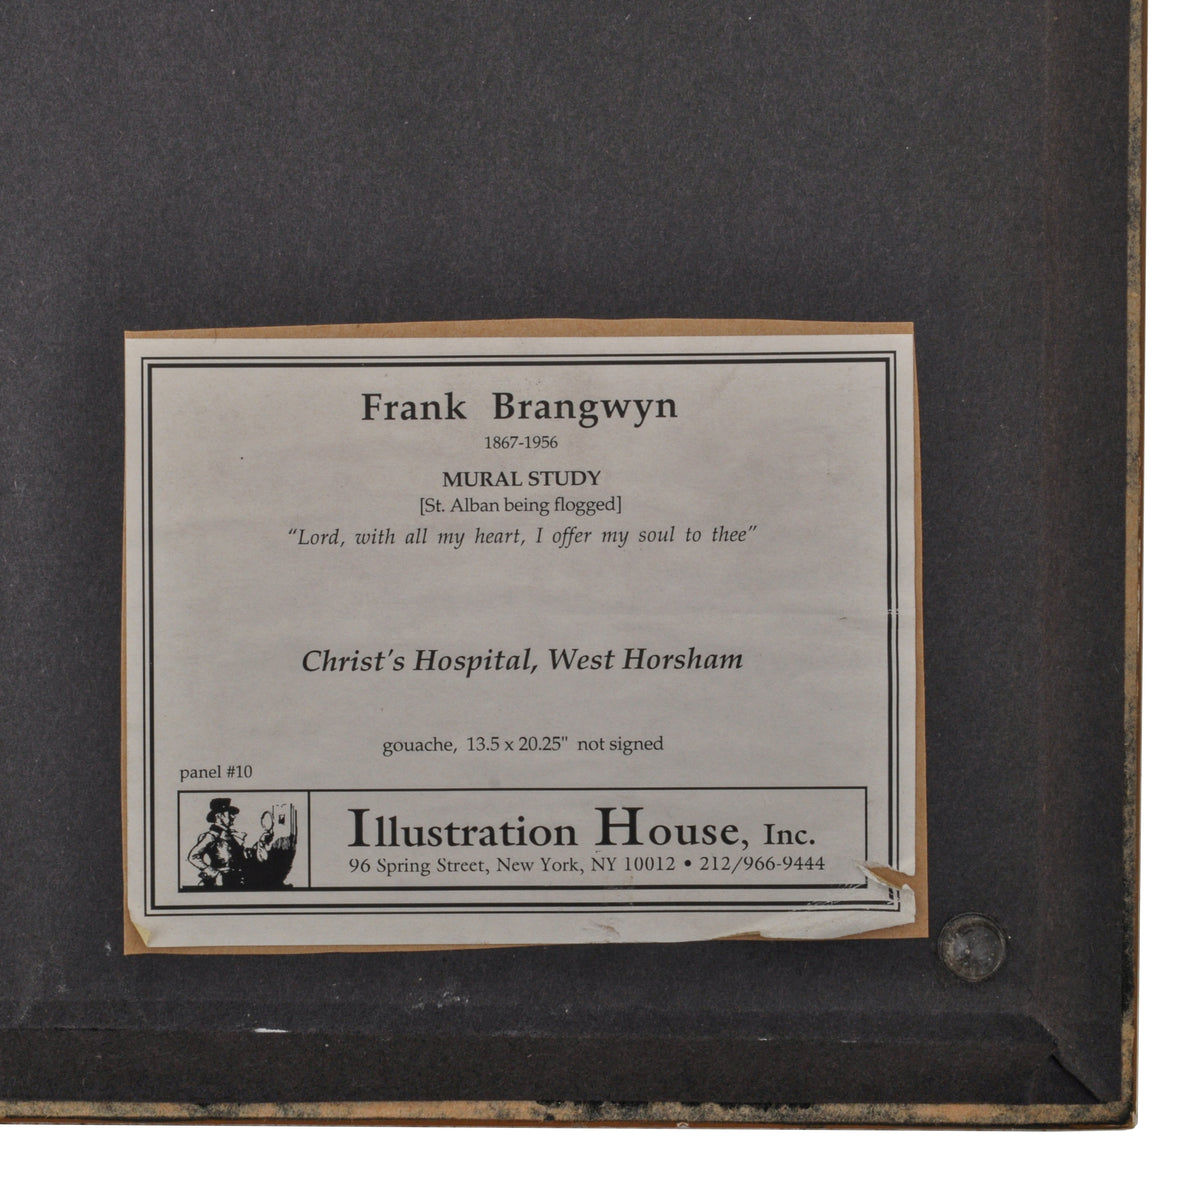 Frank Brangwyn
1867-1956
MURAL STUDY
[St. Alban being flogged]
“Lord, with all my heart, I offer my soul to thee”
Christ's Hospital, West Horsham
gouache, 13.5 x 20.25" not signed
panel #10
Illustration House, Inc.
96 Spring Street, New York, NY 10012 • 212/966-9444